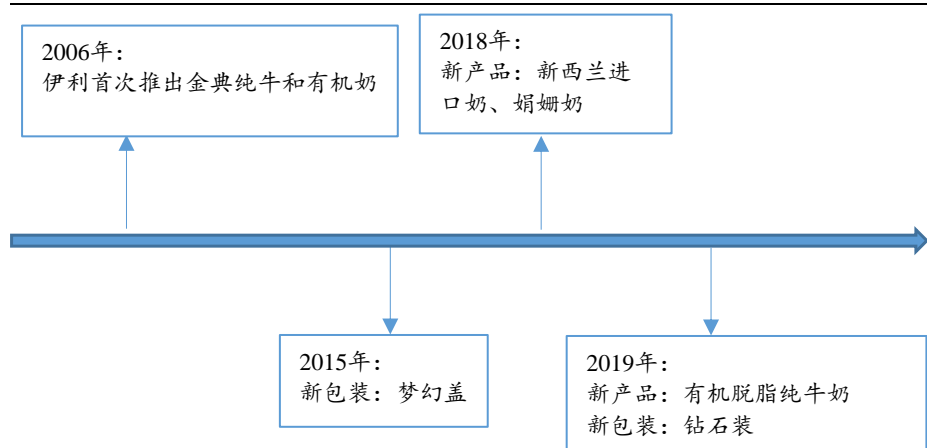 2006年：
伊利首次推出金典纯牛和有机奶
2018年：
新产品：新西兰进
口奶、娟姗奶
2015年：
新包装：梦幻盖
2019年：
新产品：有机脱脂纯牛奶
新包装：钻石装